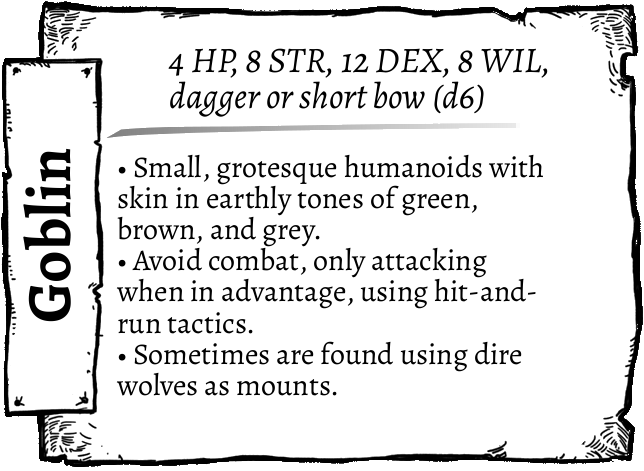 Goblin
4 HP, 8 STR, 12 DEX, 8 WIL,
dagger or short bow (d6)
• Small, grotesque humanoids with
skin in earthly tones of green,
brown, and grey.
• Avoid combat, only attacking
when in advantage, using hit-and-
run tactics.
• Sometimes are found using dire
wolves as mounts.